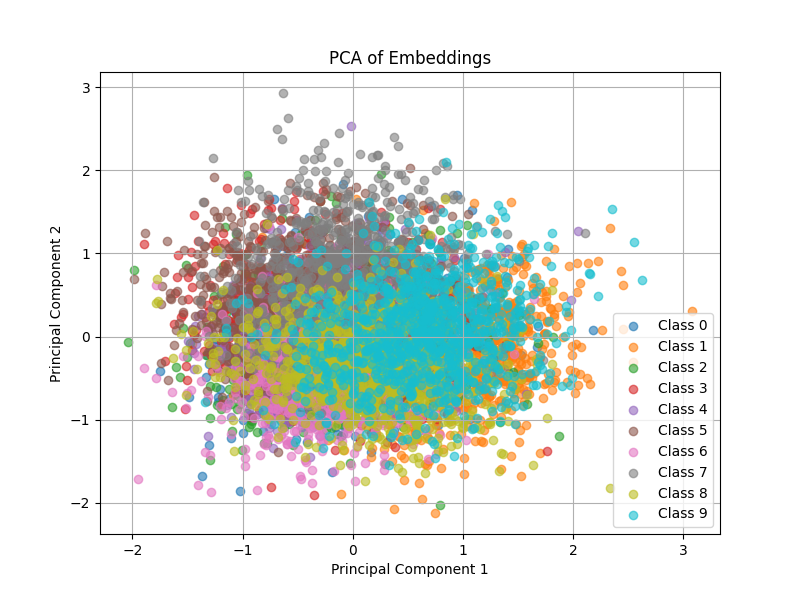 PCA of Embeddings
3
2
1
0
−1
−2
Principal Component 2
−2
−1
0
1
2
3
Principal Component 1
Class 0
Class 1
Class 2
Class 3
Class 4
Class 5
Class 6
Class 7
Class 8
Class 9